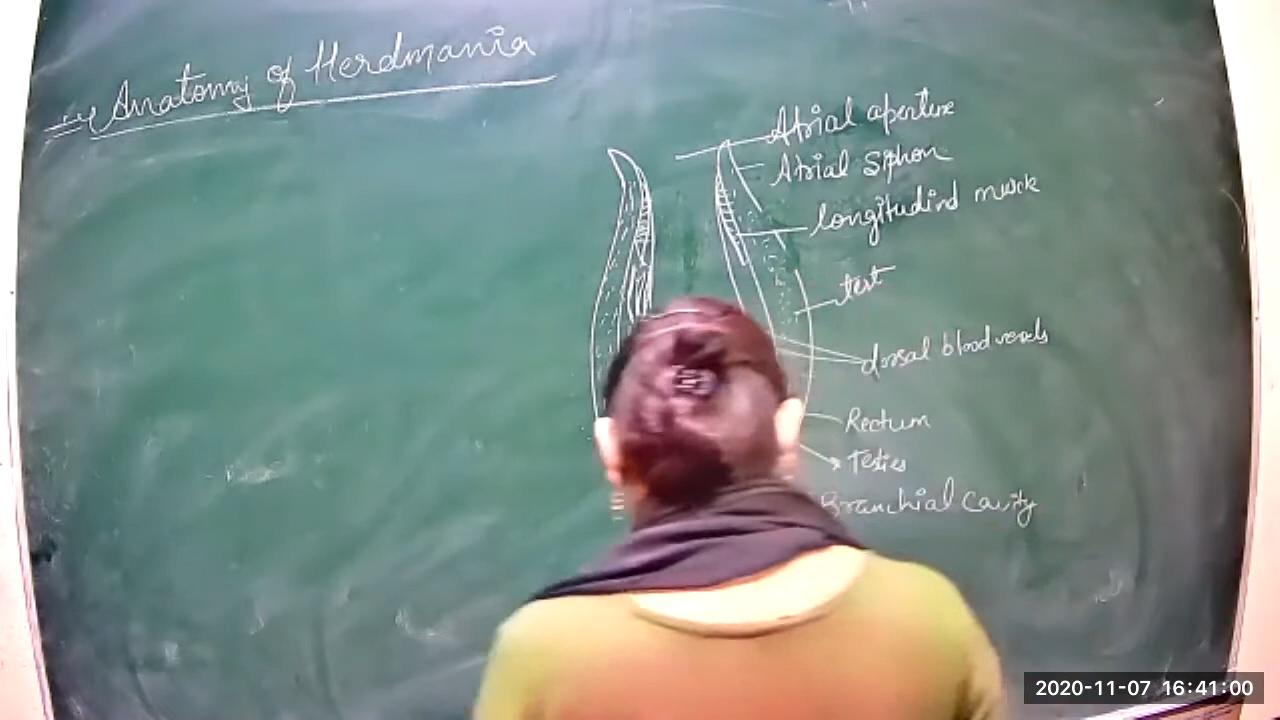 Anatomy of Herdmania
Atrial aperture
Atrial Siphon
longitudinal muscle
test
dorsal blood vessels
Rectum
Testies
Branchial Cavity
2020-11-07 16:41:00